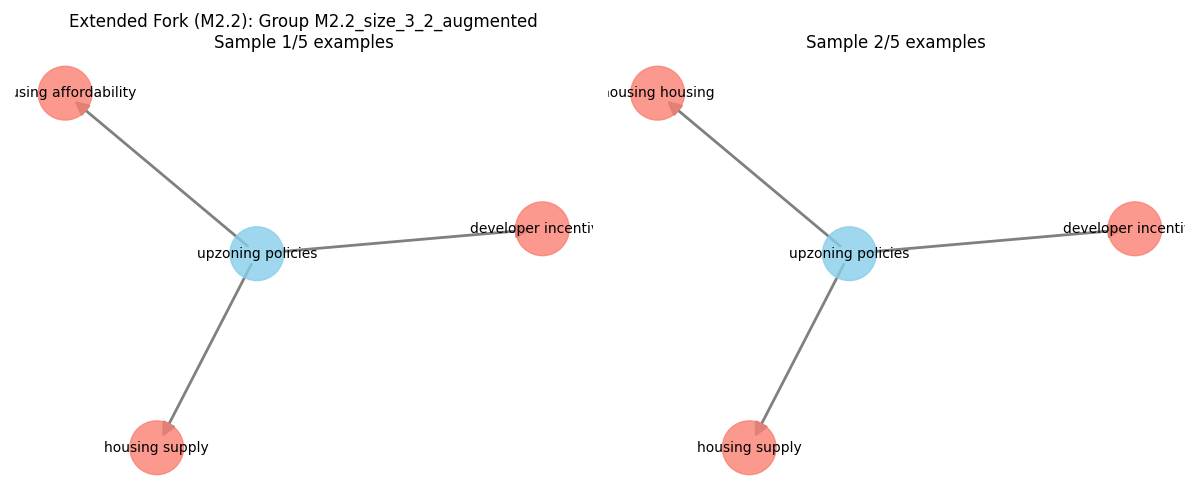 Extended Fork (M2.2): Group M2.2_size_3_2_augmented
Sample 1/5 examples
using affordability
developer incentiv
upzoning policies
housing supply
Sample 2/5 examples
housing housing
developer incentiv
upzoning policies
housing supply